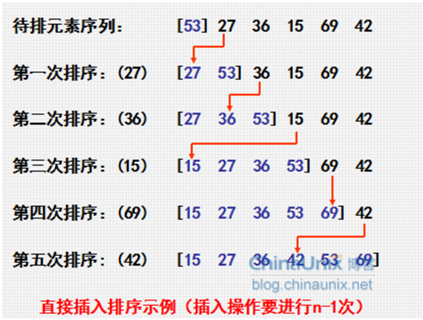 待排元素序列： [53] 27 36 15 69 42
第一次排序：(27) [27 53] 36 15 69 42
第二次排序：(36) [27 36 53] 15 69 42
第三次排序：(15) [15 27 36 53] 69 42
第四次排序：(69) [15 27 36 53 69] 42
第五次排序：(42) [15 27 36 42 53 69]
ChinaUnix 博客
blog.chinaunix.net
直接插入排序示例（插入操作要进行n-1次）